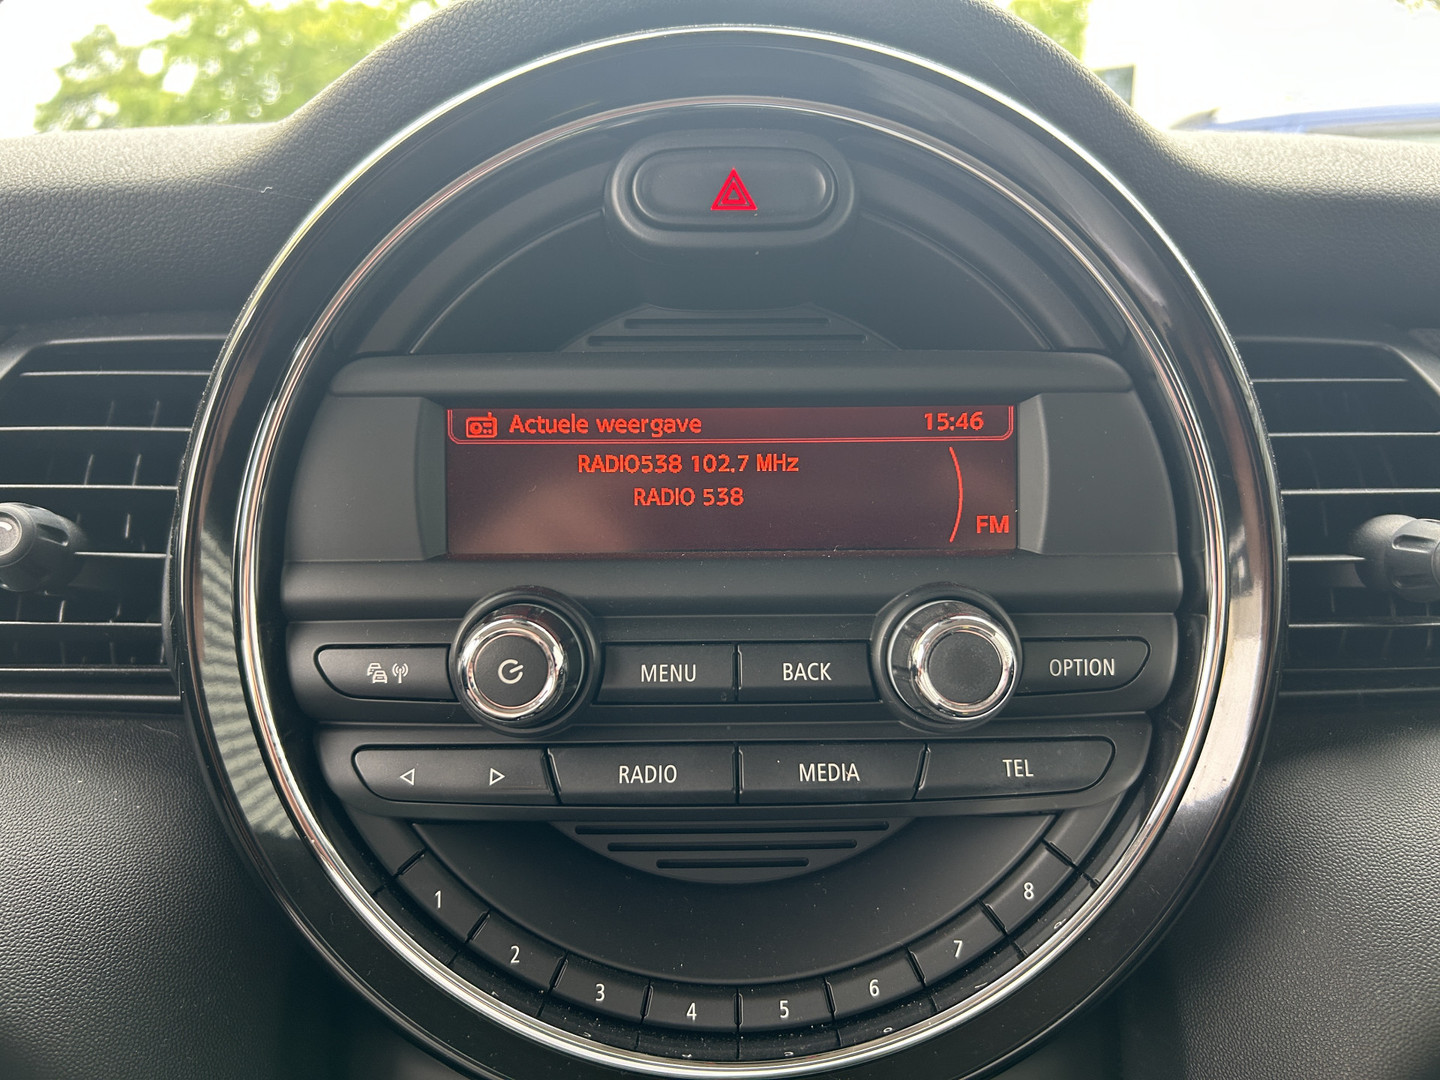 Actuele weergave 15:46
RADIO538 102.7 MHz
RADIO 538
FM
MENU BACK OPTION
RADIO MEDIA TEL
1 2 3 4 5 6 7 8